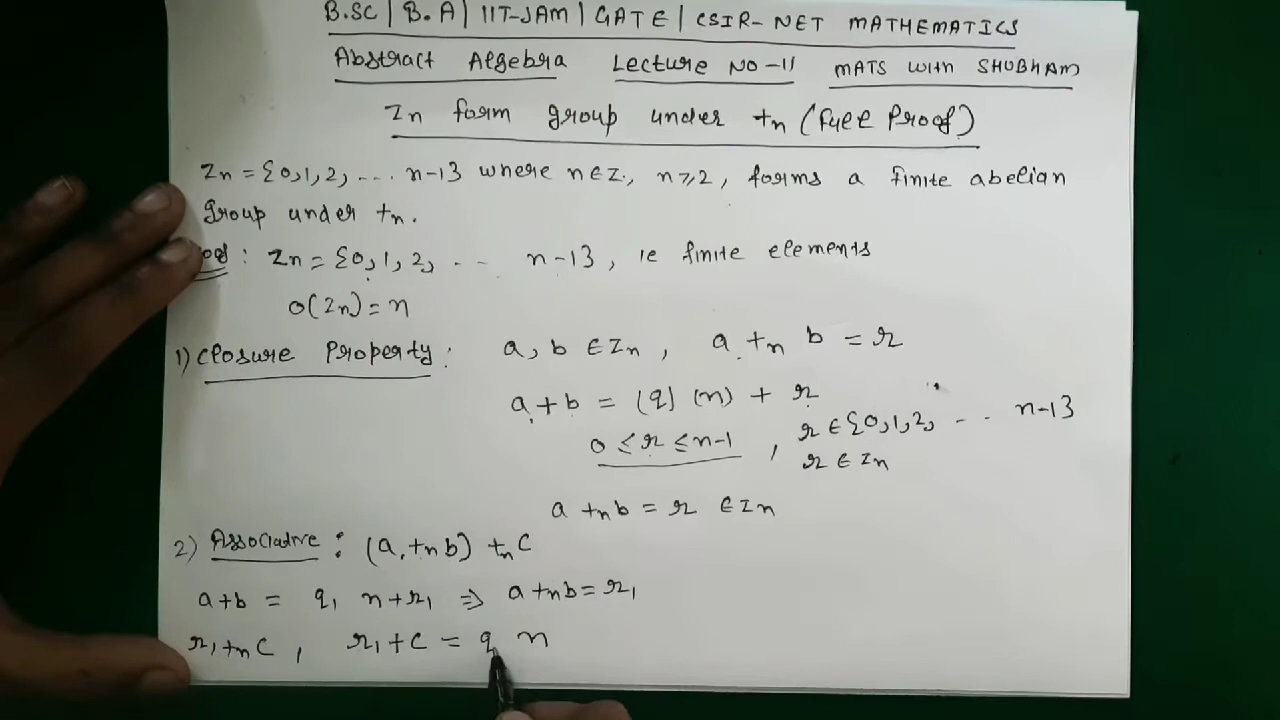 B.SC | B.A | IIT-JAM | GATE | CSIR-NET MATHEMATICS
Abstract Algebra Lecture NO-11 MATS WITH SHUBHAM
Zn form group under +n (Full Proof)
Zn = {0,1,2, ... n-1} where n∈Z, n≥2, forms a finite abelian
group under +n.
: Zn = {0,1,2, .. n-1}, ie finite elements
O(Zn) = n
1) Closure Property: a, b ∈ Zn, a +n b = r
a + b = (q) (n) + r
0 ≤ r ≤ n-1, r ∈ {0,1,2, .. n-1}
r ∈ Zn
a +n b = r ∈ Zn
2) Associative: (a +n b) +n C
a+b = q1 n+r1 ⇒ a +n b = r1
r1 +n C, r1 + C = q n